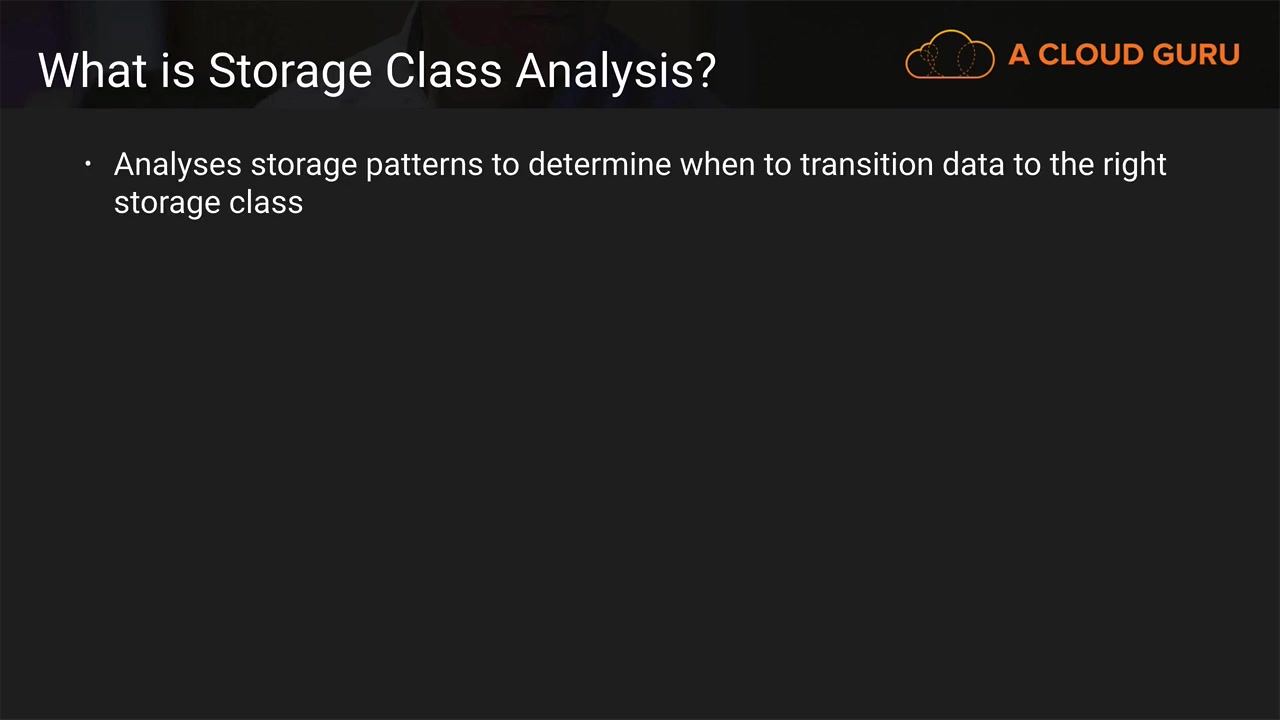 What is Storage Class Analysis?
A CLOUD GURU
· Analyses storage patterns to determine when to transition data to the right
storage class